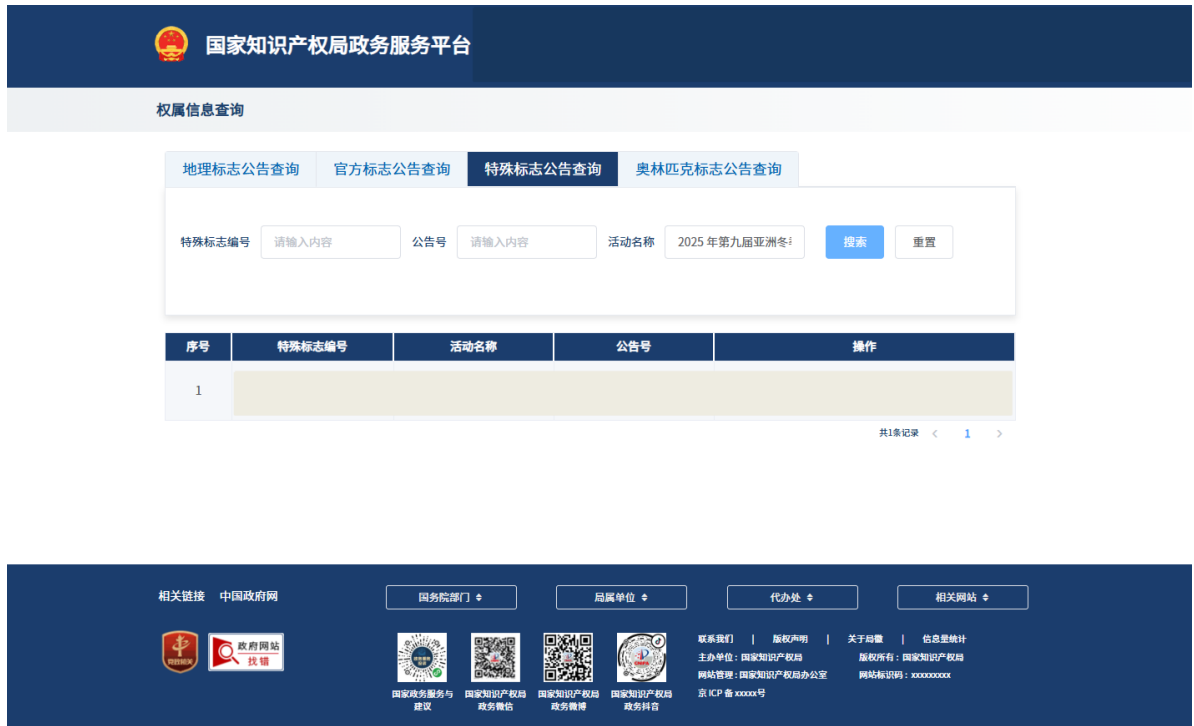 国家知识产权局政务服务平台
权属信息查询
地理标志公告查询 官方标志公告查询 特殊标志公告查询 奥林匹克标志公告查询
特殊标志编号 请输入内容 公告号 请输入内容 活动名称 2025 年第九届亚洲冬 搜索 重置
序号 特殊标志编号 活动名称 公告号 操作
1
共1条记录 < 1 >
相关链接 中国政府网 国务院部门 局属单位 代办处 相关网站
党政机关 政府网站
找错
联系我们 | 版权声明 | 关于局徽 | 信息量统计
主办单位：国家知识产权局 版权所有：国家知识产权局
网站管理：国家知识产权局办公室 网站标识码：xxxxxxxxx
京 ICP 备 xxxxx号
国家政务服务与
建议
国家知识产权局
政务微信
国家知识产权局
政务微博
国家知识产权局
政务抖音